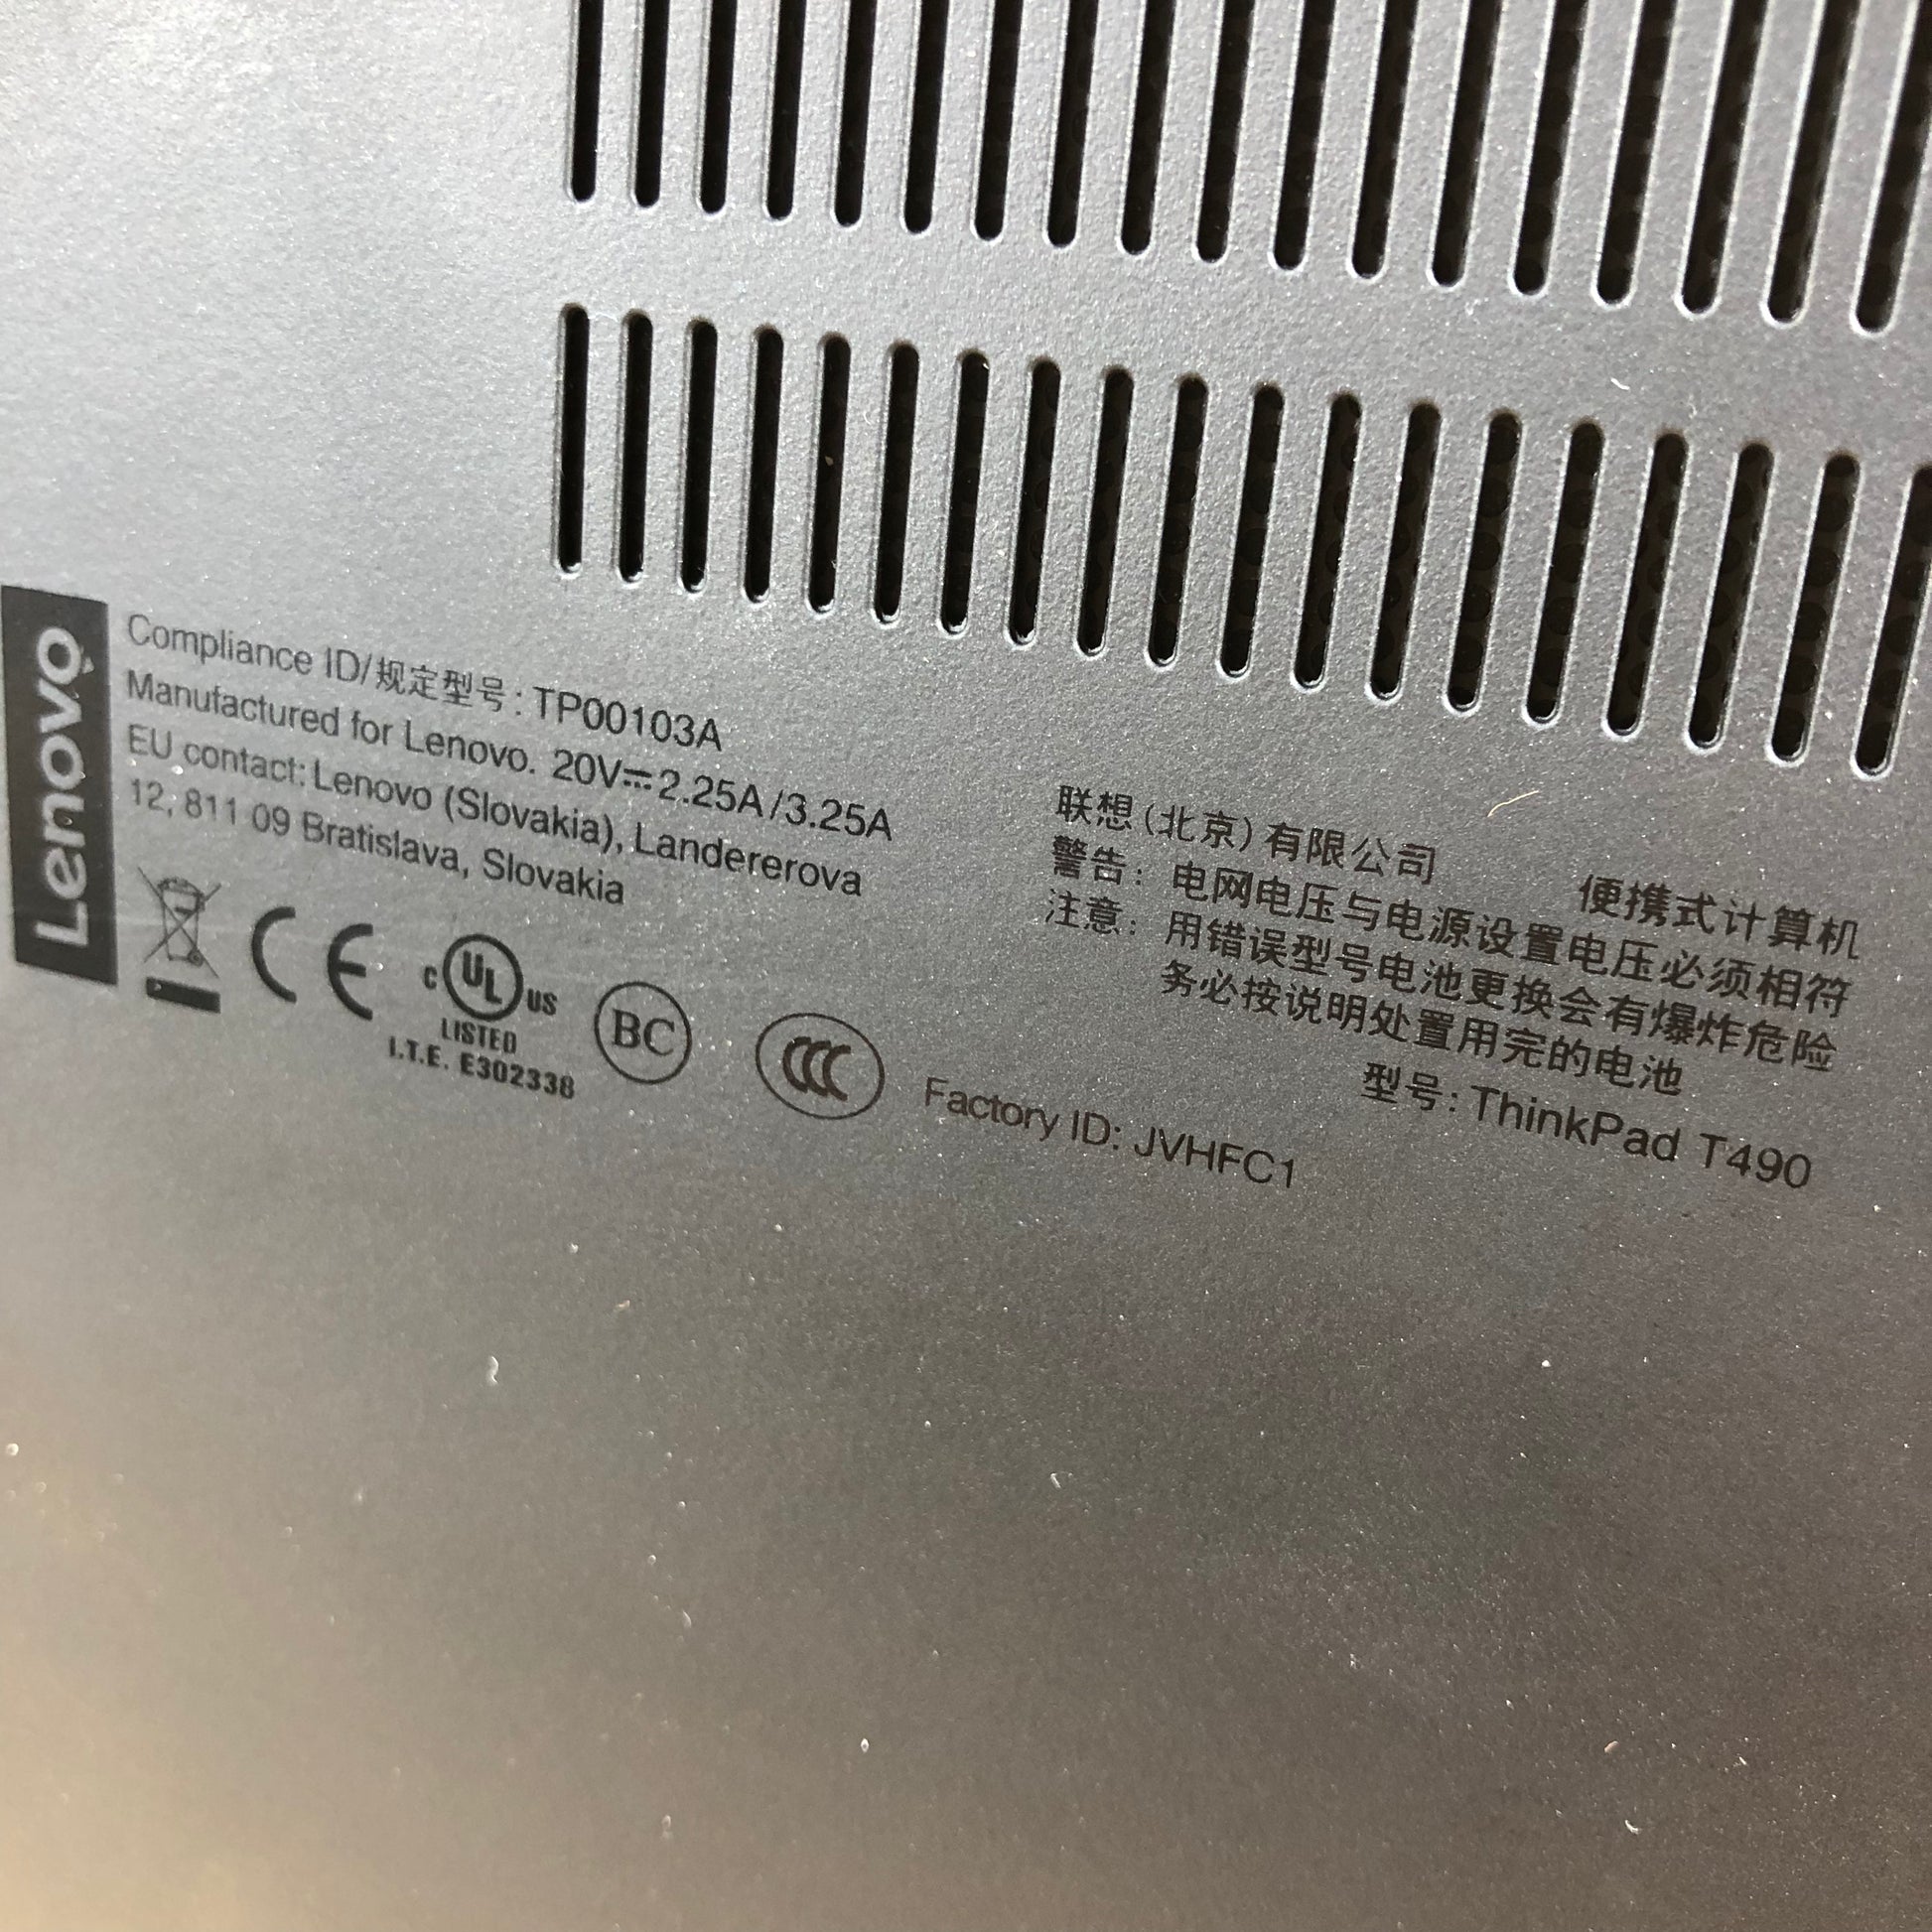 Lenovo
Compliance ID/规定型号: TP00103A
Manufactured for Lenovo. 20V⎓2.25A/3.25A
EU contact: Lenovo (Slovakia), Landererova
12, 811 09 Bratislava, Slovakia
CE
C UL US
LISTED
I.T.E. E302338
BC
CCC
Factory ID: JVHFC1
联想(北京)有限公司 便携式计算机
警告: 电网电压与电源设置电压必须相符
注意: 用错误型号电池更换会有爆炸危险
务必按说明处置用完的电池
型号: ThinkPad T490